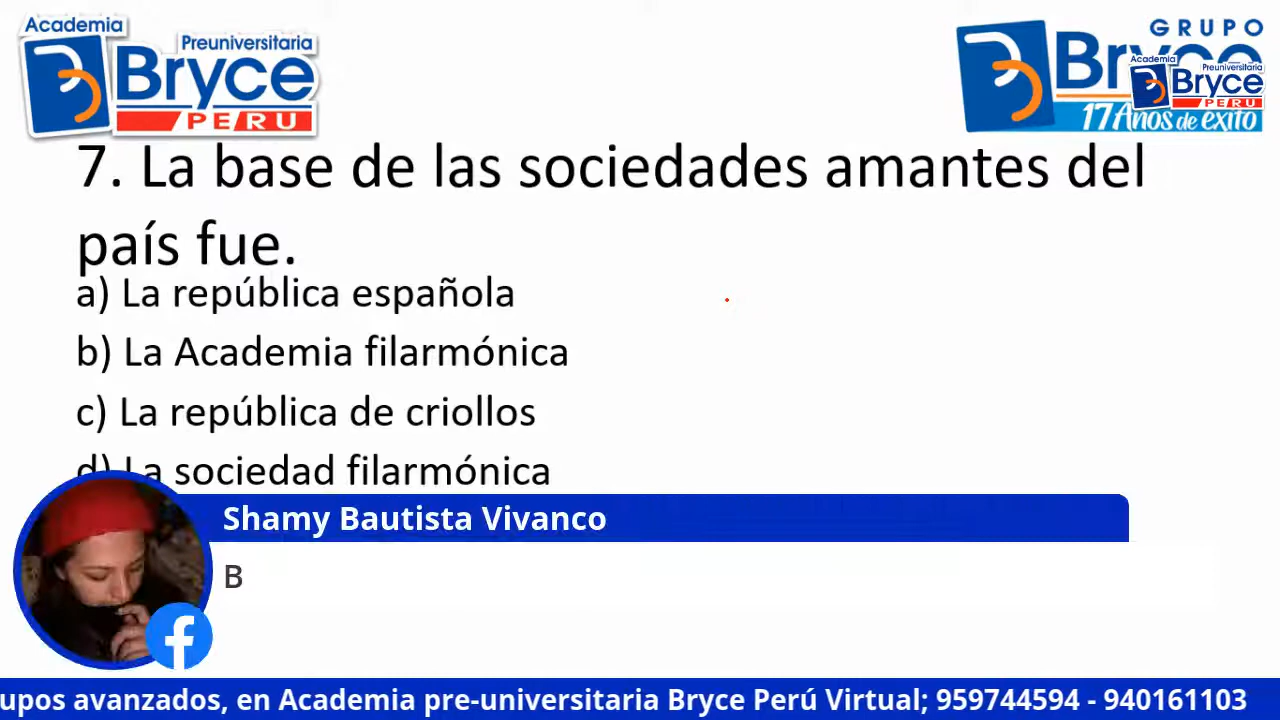 Academia
Preuniversitaria
Bryce
PERU
GRUPO
Bryce
Academia
Preuniversitaria
Bryce
PERU
17 Años de éxito
7. La base de las sociedades amantes del
país fue.
a) La república española
b) La Academia filarmónica
c) La república de criollos
d) La sociedad filarmónica
Shamy Bautista Vivanco
B
upos avanzados, en Academia pre-universitaria Bryce Perú Virtual; 959744594 - 940161103